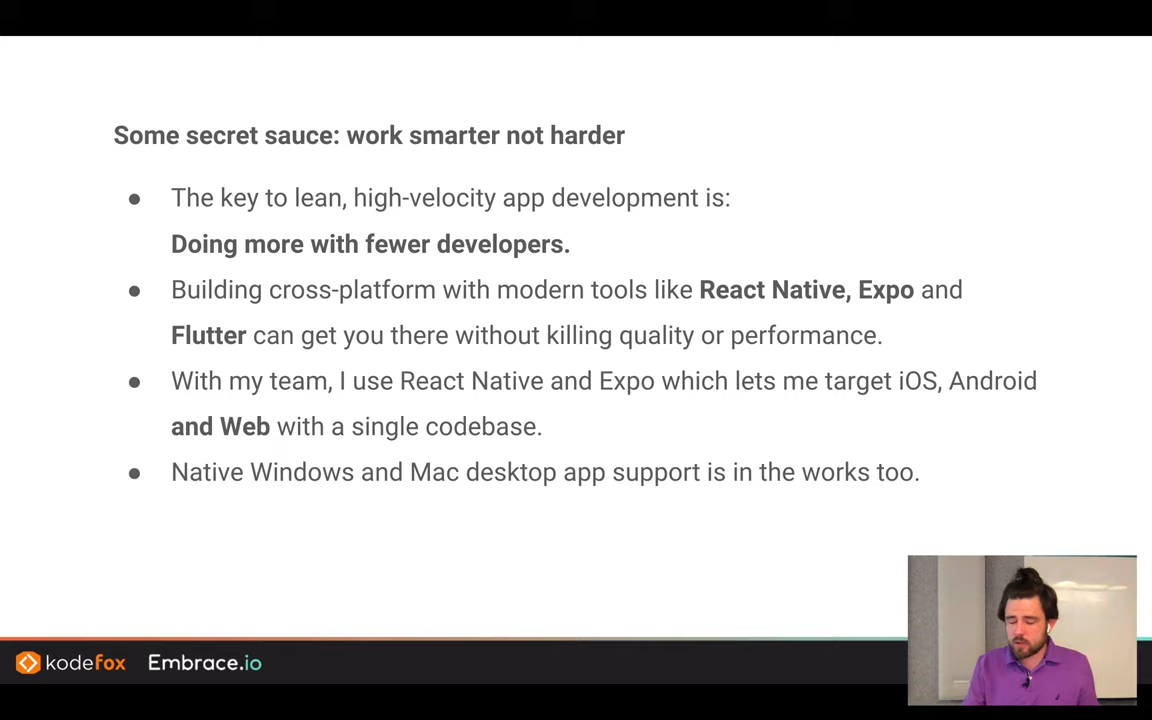 Some secret sauce: work smarter not harder
● The key to lean, high-velocity app development is:
Doing more with fewer developers.
● Building cross-platform with modern tools like React Native, Expo and
Flutter can get you there without killing quality or performance.
● With my team, I use React Native and Expo which lets me target iOS, Android
and Web with a single codebase.
● Native Windows and Mac desktop app support is in the works too.
kodefox Embrace.io